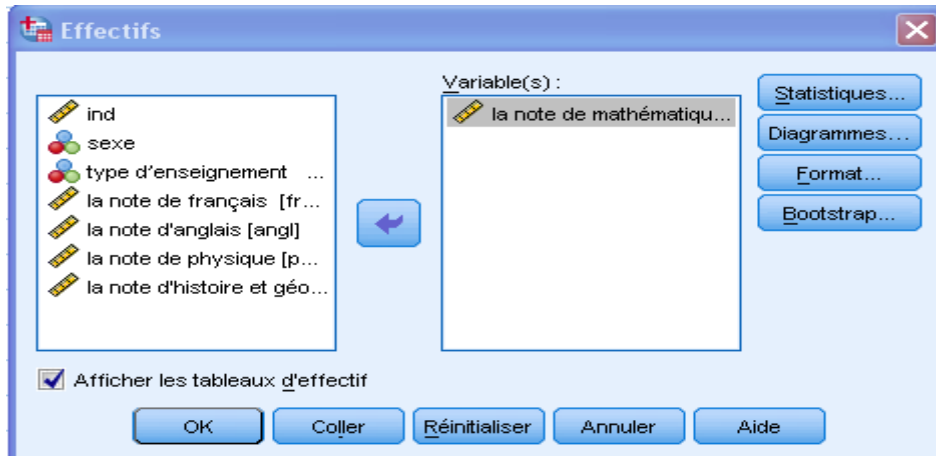 Effectifs
Variable(s) :
ind
sexe
type d'enseignement ...
la note de français [fr...
la note d'anglais [angl]
la note de physique [p...
la note d'histoire et géo...
la note de mathématiqu...
Statistiques...
Diagrammes...
Format...
Bootstrap...
Afficher les tableaux d'effectif
OK Coller Réinitialiser Annuler Aide